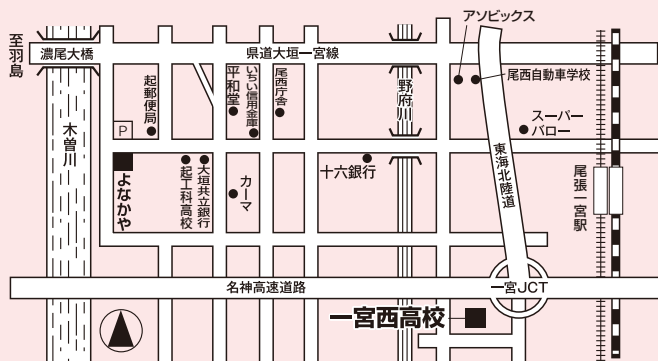 アソビックス
至羽島
濃尾大橋
県道大垣一宮線
尾西自動車学校
起郵便局
平和堂
いちい信用金庫
尾西庁舎
野府川
スーパー
バロー
P
木曽川
東海北陸道
よなかや
起工科高校
大垣共立銀行
カーマ
十六銀行
尾張一宮駅
名神高速道路
一宮JCT
一宮西高校